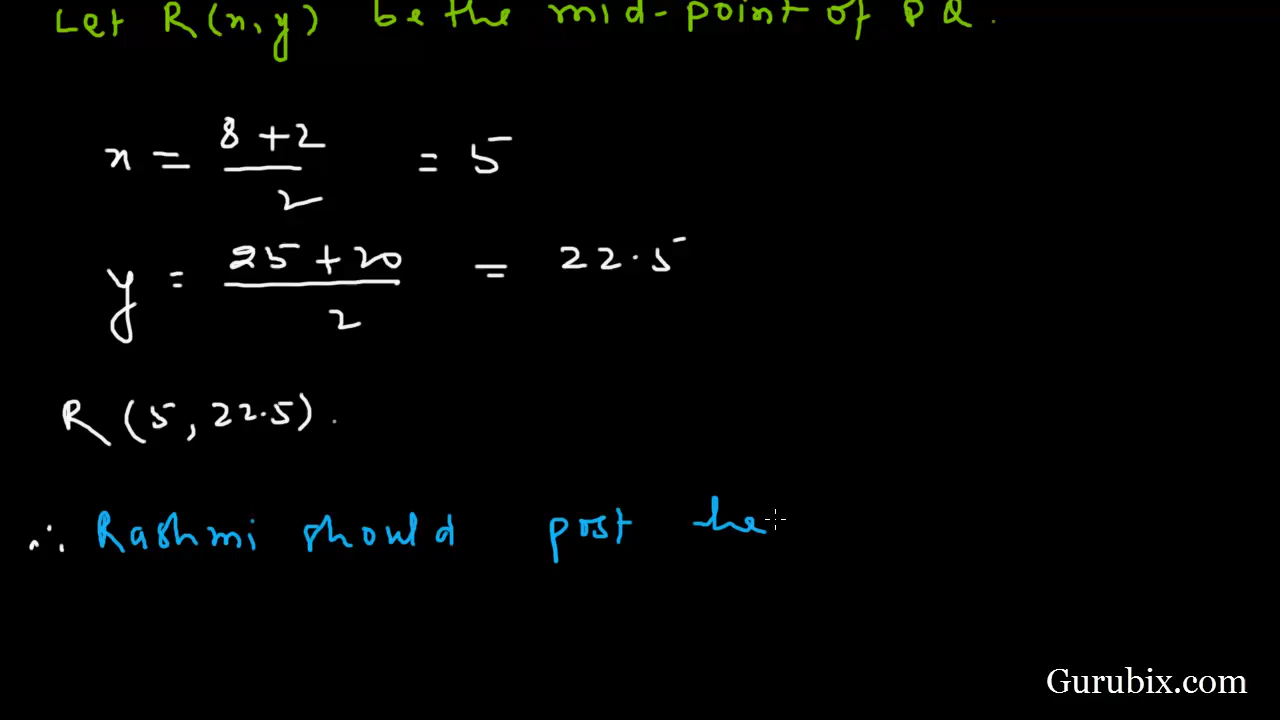 Let R(x,y) be the mid-point of PQ.
x = 8+2/2 = 5
y = 25+20/2 = 22.5
R (5, 22.5).
∴ Rashmi should post he
Gurubix.com